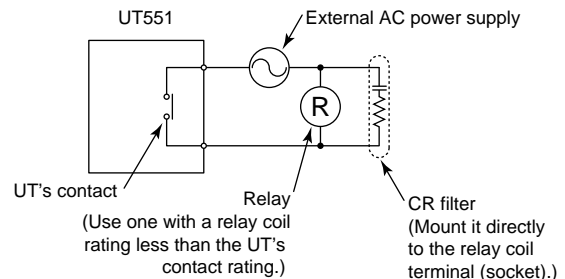 UT551
External AC power supply
R
UT's contact
Relay
(Use one with a relay coil
rating less than the UT's
contact rating.)
CR filter
(Mount it directly
to the relay coil
terminal (socket).)